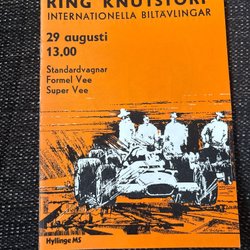 RING KNUTSTORP
INTERNATIONELLA BILTÄVLINGAR
29 augusti
13,00
Standardvagnar
Formel Vee
Super Vee
Hyllinge MS